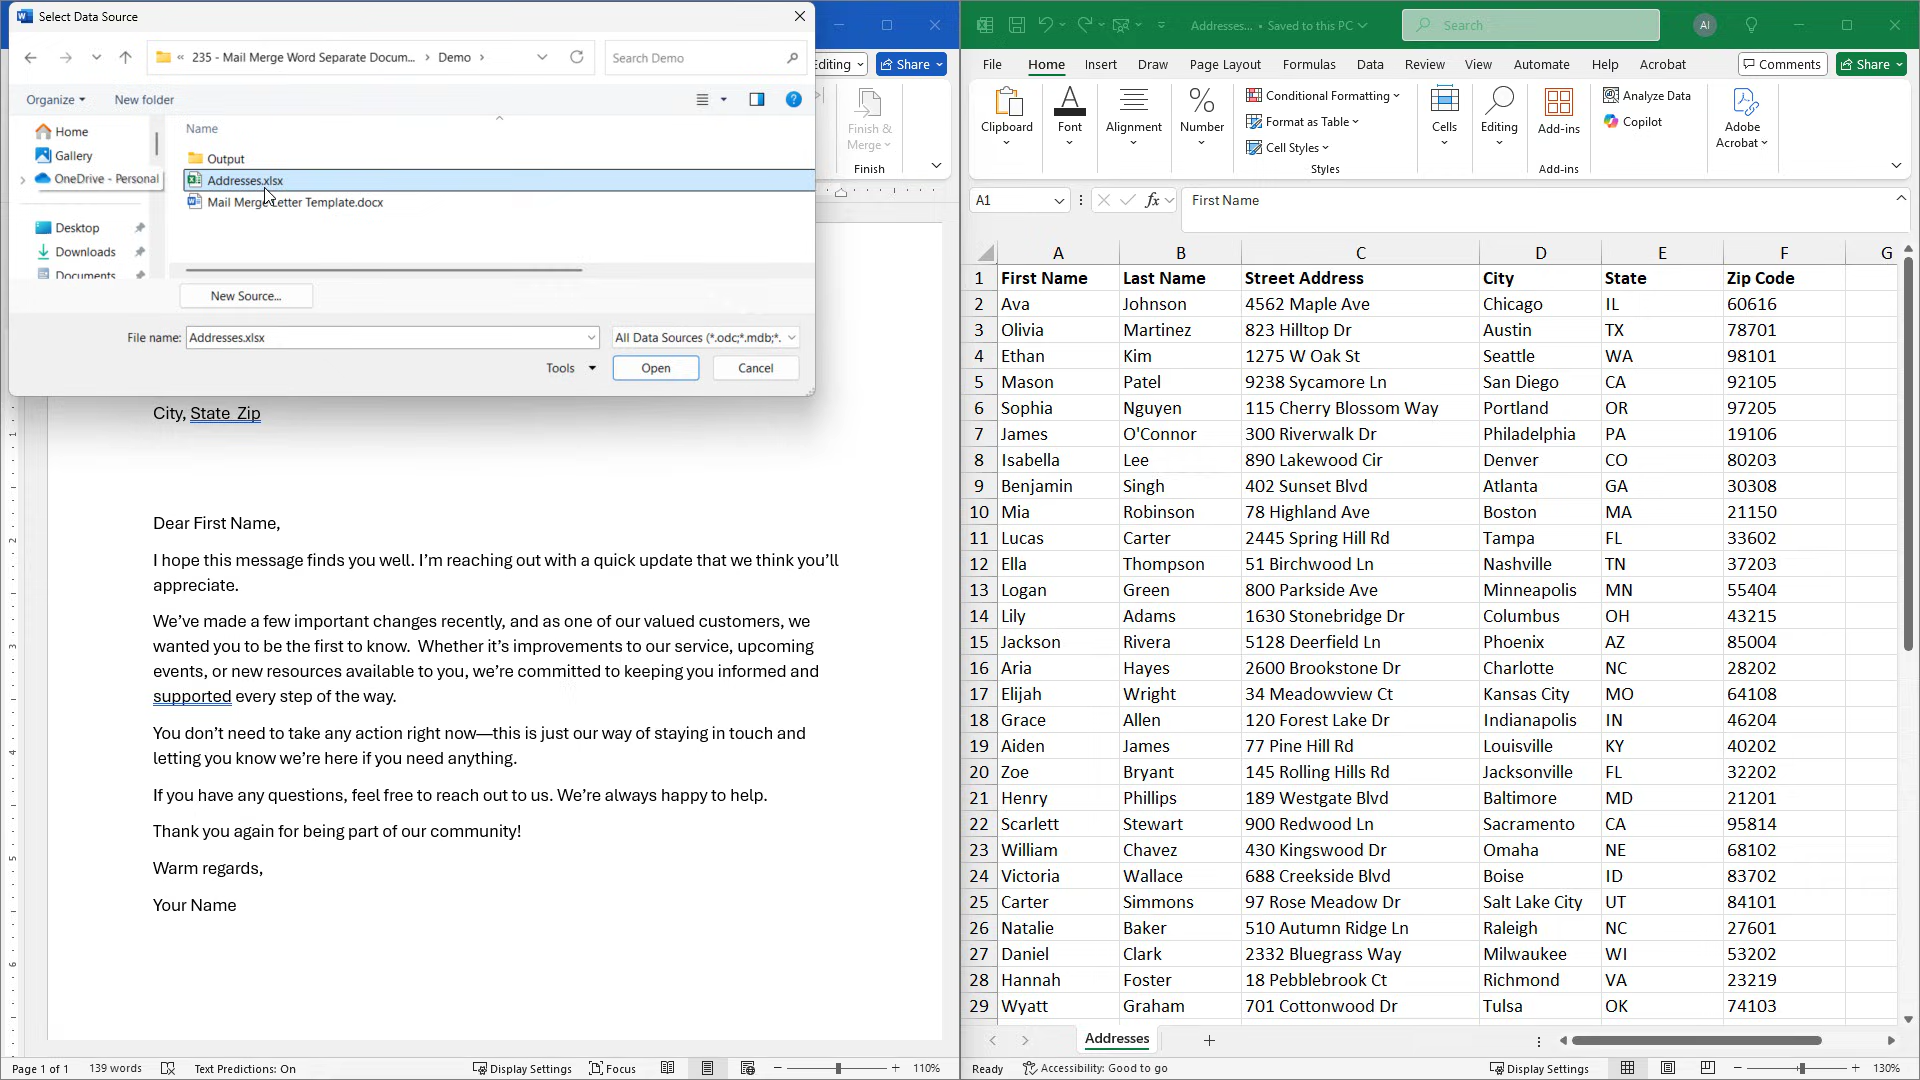 Select Data Source
« 235 - Mail Merge Word Separate Docum... › Demo ›
Search Demo
Organize
New folder
Home
Gallery
OneDrive - Personal
Desktop
Downloads
Documents
Name
Output
Addresses.xlsx
Mail Merge Letter Template.docx
New Source...
File name:
Addresses.xlsx
All Data Sources (*.odc;*.mdb;*.
Tools
Open
Cancel
Editing
Share
Finish &
Merge
Finish
City, State Zip
Dear First Name,
I hope this message finds you well. I’m reaching out with a quick update that we think you’ll
appreciate.
We’ve made a few important changes recently, and as one of our valued customers, we
wanted you to be the first to know.  Whether it’s improvements to our service, upcoming
events, or new resources available to you, we’re committed to keeping you informed and
supported every step of the way.
You don’t need to take any action right now—this is just our way of staying in touch and
letting you know we’re here if you need anything.
If you have any questions, feel free to reach out to us. We’re always happy to help.
Thank you again for being part of our community!
Warm regards,
Your Name
Page 1 of 1 139 words Text Predictions: On Display Settings Focus 110%
Addresses... • Saved to this PC
Search
AI
File Home Insert Draw Page Layout Formulas Data Review View Automate Help Acrobat Comments Share
Clipboard
Font
Alignment
Number
Conditional Formatting
Format as Table
Cell Styles
Styles
Cells
Editing
Add-ins
Add-ins
Analyze Data
Copilot
Adobe
Acrobat
A1 fx First Name
A B C D E F G
1 First Name Last Name Street Address City State Zip Code
2 Ava Johnson 4562 Maple Ave Chicago IL 60616
3 Olivia Martinez 823 Hilltop Dr Austin TX 78701
4 Ethan Kim 1275 W Oak St Seattle WA 98101
5 Mason Patel 9238 Sycamore Ln San Diego CA 92105
6 Sophia Nguyen 115 Cherry Blossom Way Portland OR 97205
7 James O'Connor 300 Riverwalk Dr Philadelphia PA 19106
8 Isabella Lee 890 Lakewood Cir Denver CO 80203
9 Benjamin Singh 402 Sunset Blvd Atlanta GA 30308
10 Mia Robinson 78 Highland Ave Boston MA 21150
11 Lucas Carter 2445 Spring Hill Rd Tampa FL 33602
12 Ella Thompson 51 Birchwood Ln Nashville TN 37203
13 Logan Green 800 Parkside Ave Minneapolis MN 55404
14 Lily Adams 1630 Stonebridge Dr Columbus OH 43215
15 Jackson Rivera 5128 Deerfield Ln Phoenix AZ 85004
16 Aria Hayes 2600 Brookstone Dr Charlotte NC 28202
17 Elijah Wright 34 Meadowview Ct Kansas City MO 64108
18 Grace Allen 120 Forest Lake Dr Indianapolis IN 46204
19 Aiden James 77 Pine Hill Rd Louisville KY 40202
20 Zoe Bryant 145 Rolling Hills Rd Jacksonville FL 32202
21 Henry Phillips 189 Westgate Blvd Baltimore MD 21201
22 Scarlett Stewart 900 Redwood Ln Sacramento CA 95814
23 William Chavez 430 Kingswood Dr Omaha NE 68102
24 Victoria Wallace 688 Creekside Blvd Boise ID 83702
25 Carter Simmons 97 Rose Meadow Dr Salt Lake City UT 84101
26 Natalie Baker 510 Autumn Ridge Ln Raleigh NC 27601
27 Daniel Clark 2332 Bluegrass Way Milwaukee WI 53202
28 Hannah Foster 18 Pebblebrook Ct Richmond VA 23219
29 Wyatt Graham 701 Cottonwood Dr Tulsa OK 74103
Addresses
Ready Accessibility: Good to go Display Settings 130%